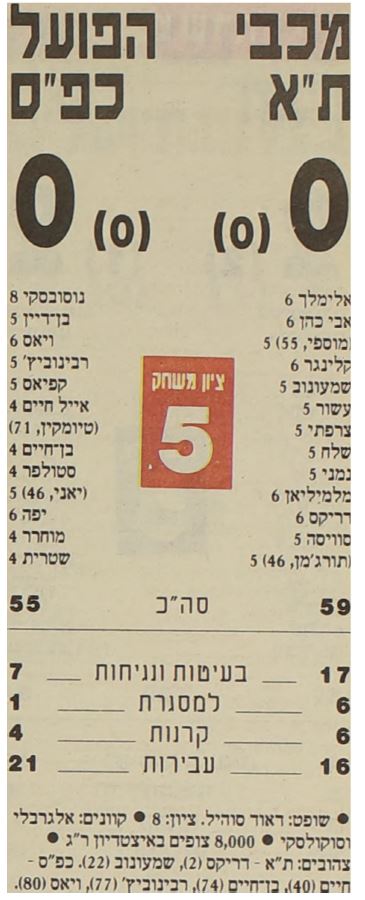 מכבי הפועל
ת"א כפ"ס
0 (0) (0) 0
אלימלך 6
אבי כהן 6
(מוספי, 55) 5
קלינגר 6
שמעונוב 5
עשור 5
צרפתי 5
שלח 5
נמני 5
מלמיליאן 6
דריקס 6
סוויסה 5
(תורג'מן, 46) 5
נוסובסקי 8
בן־דיין 5
ויאס 6
רבינוביץ' 5
קפיאס 5
אייל חיים 4
(טיומקין, 71)
בן־חיים 4
סטולפר 4
(יאני, 46) 5
יפה 6
מוחרר 4
שטרית 4
ציון משחק
5
59 סה"כ 55
17 בעיטות ונגיחות 7
6 למסגרת 1
6 קרנות 4
16 עבירות 21
● שופט: דאוד סוהיל. ציון: 8 ● קוונים: אלגרבלי
וסוקולסקי ● 8,000 צופים באיצטדיון ר"ג ●
צהובים: ת"א - דריקס (2), שמעונוב (22). כפ"ס -
חיים (40), בן־חיים (74), רבינוביץ' (77), ויאס (80).